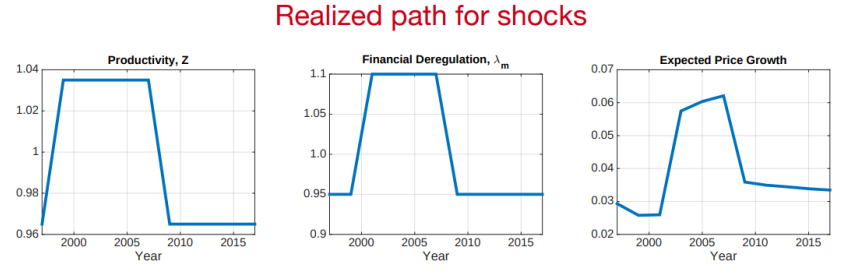 Realized path for shocks
Productivity, Z
1.04
1.02
1
0.98
0.96
2000 2005 2010 2015
Year
Financial Deregulation, λm
1.1
1.05
1.0
0.95
0.9
2000 2005 2010 2015
Year
Expected Price Growth
0.07
0.06
0.05
0.04
0.03
0.02
2000 2005 2010 2015
Year